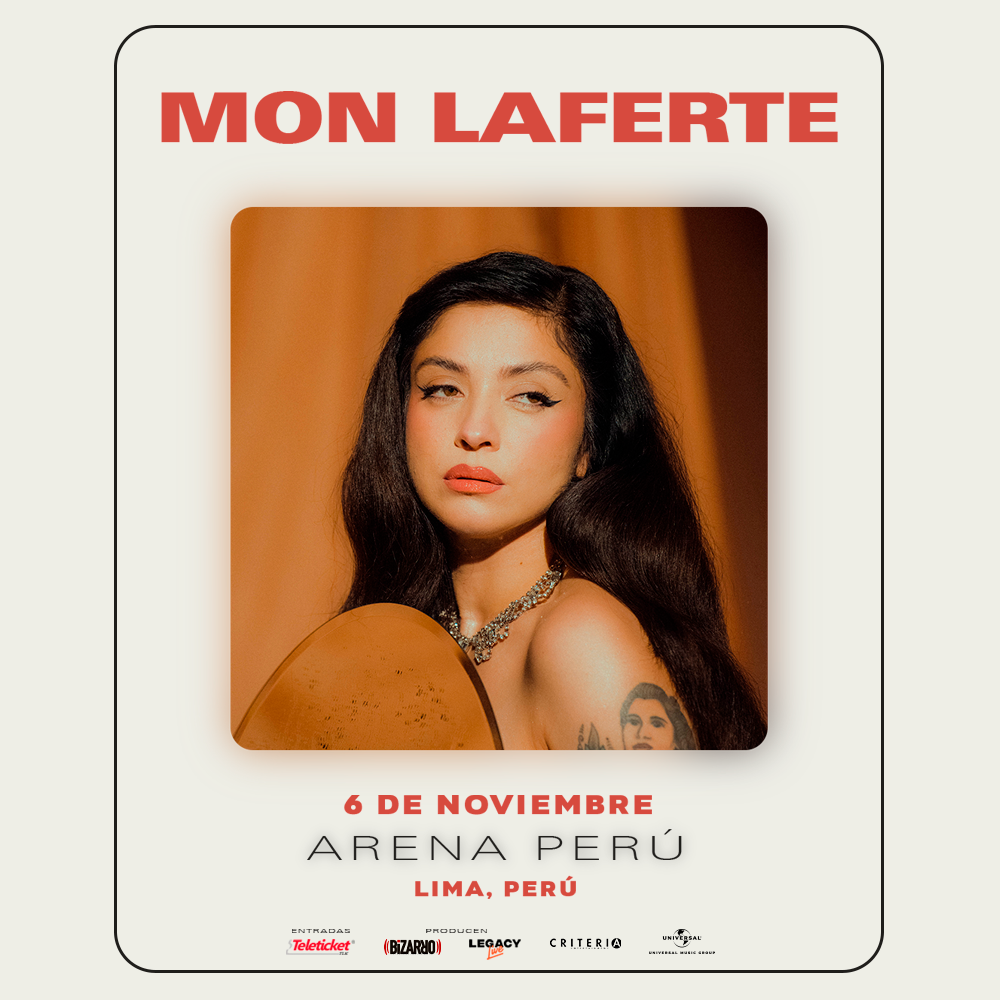 MON LAFERTE
6 DE NOVIEMBRE
ARENA PERÚ
LIMA, PERÚ
ENTRADAS
Teleticket
PRODUCEN
BIZARRO
LEGACY
Live
CRITERIA
UNIVERSAL
UNIVERSAL MUSIC GROUP